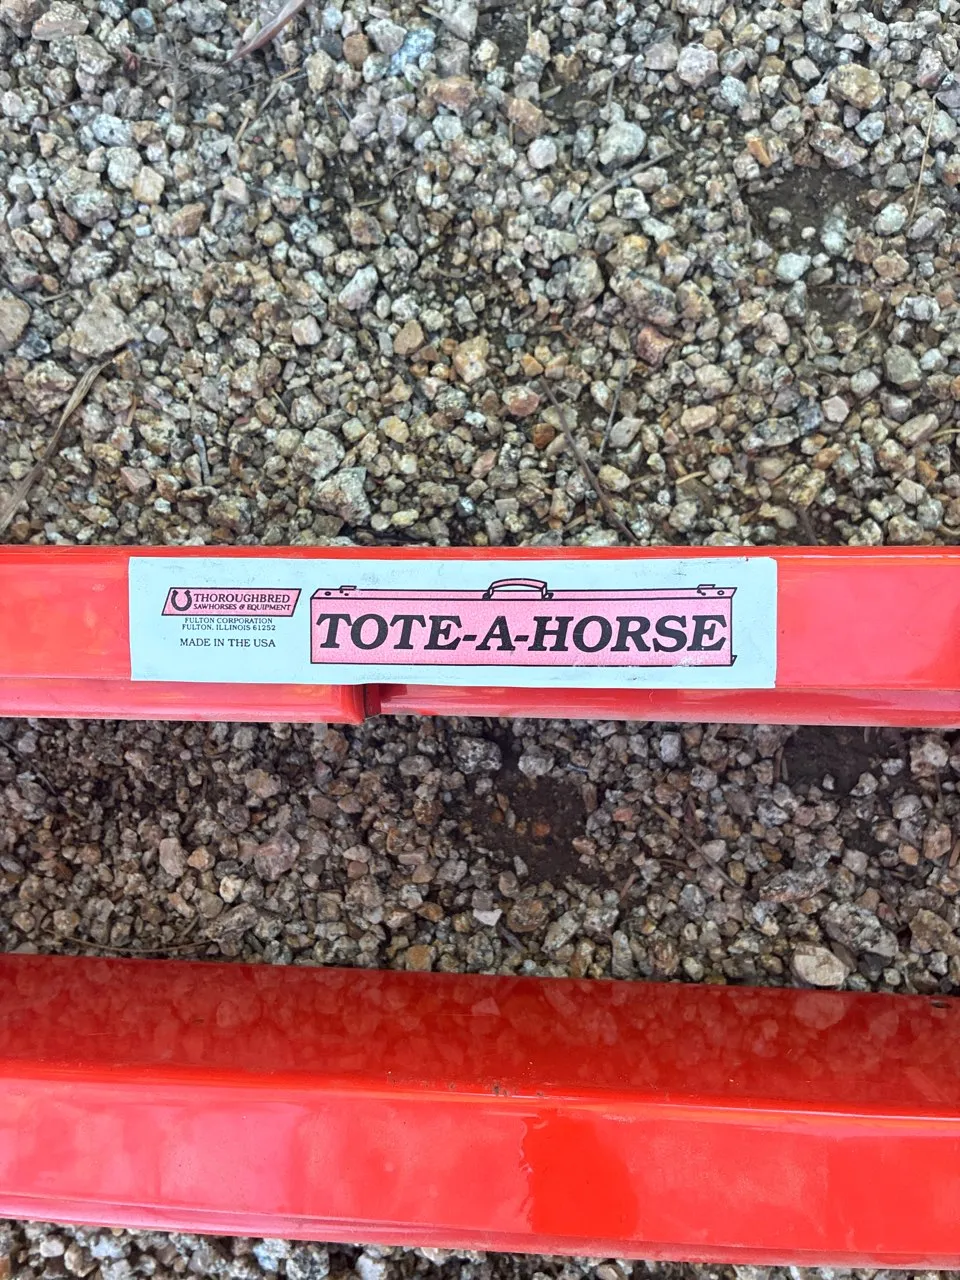 THOROUGHBRED
SAWHORSES & EQUIPMENT
FULTON CORPORATION
FULTON, ILLINOIS 61252
MADE IN THE USA
TOTE-A-HORSE